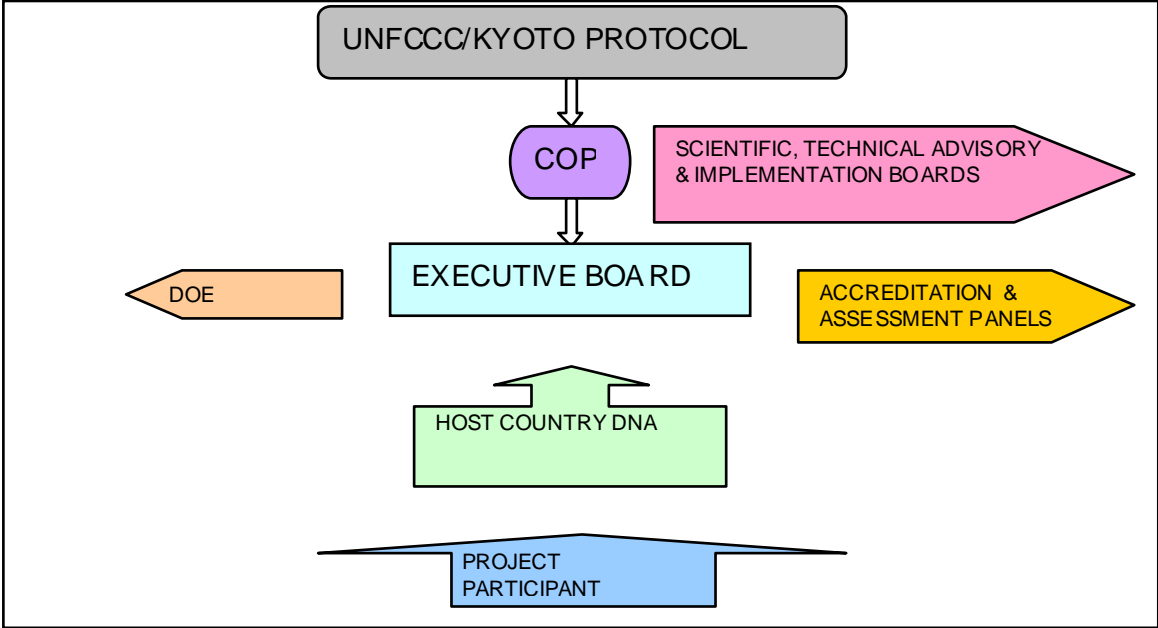 UNFCCC/KYOTO PROTOCOL
COP
SCIENTIFIC, TECHNICAL ADVISORY
& IMPLEMENTATION BOARDS
EXECUTIVE BOARD
DOE
ACCREDITATION &
ASSESSMENT PANELS
HOST COUNTRY DNA
PROJECT
PARTICIPANT